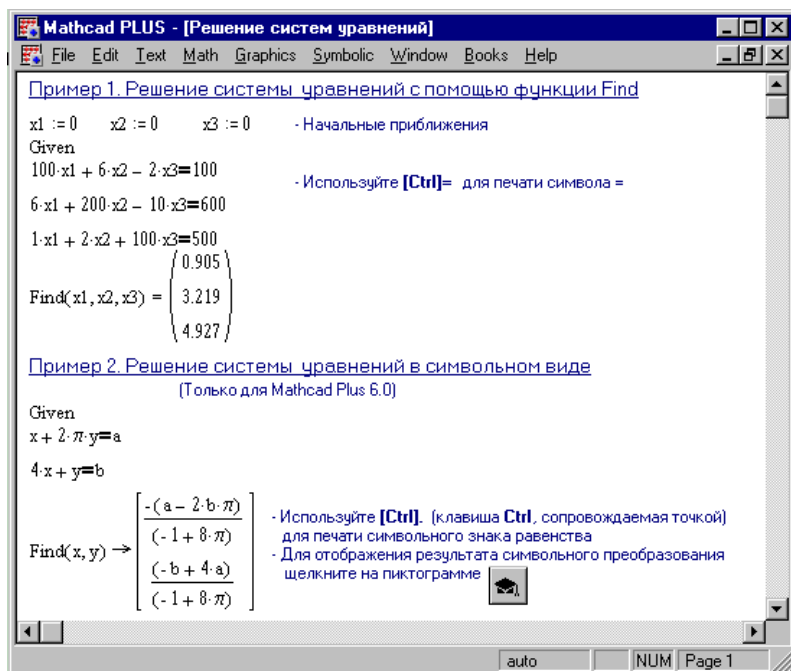 Mathcad PLUS - [Решение систем уравнений]
File Edit Text Math Graphics Symbolic Window Books Help
Пример 1. Решение системы уравнений с помощью функции Find
x1 := 0 x2 := 0 x3 := 0 - Начальные приближения
Given
100·x1 + 6·x2 − 2·x3=100
- Используйте [Ctrl]= для печати символа =
6·x1 + 200·x2 − 10·x3=600
1·x1 + 2·x2 + 100·x3=500
0.905
Find(x1,x2,x3) = 3.219
4.927
Пример 2. Решение системы уравнений в символьном виде
(Только для Mathcad Plus 6.0)
Given
x + 2·π·y=a
4·x + y=b
-(a − 2·b·π)
(-1 + 8·π)
Find(x,y) →
(-b + 4·a)
(-1 + 8·π)
- Используйте [Ctrl]. (клавиша Ctrl, сопровождаемая точкой)
для печати символьного знака равенства
- Для отображения результата символьного преобразования
щелкните на пиктограмме
auto NUM Page 1